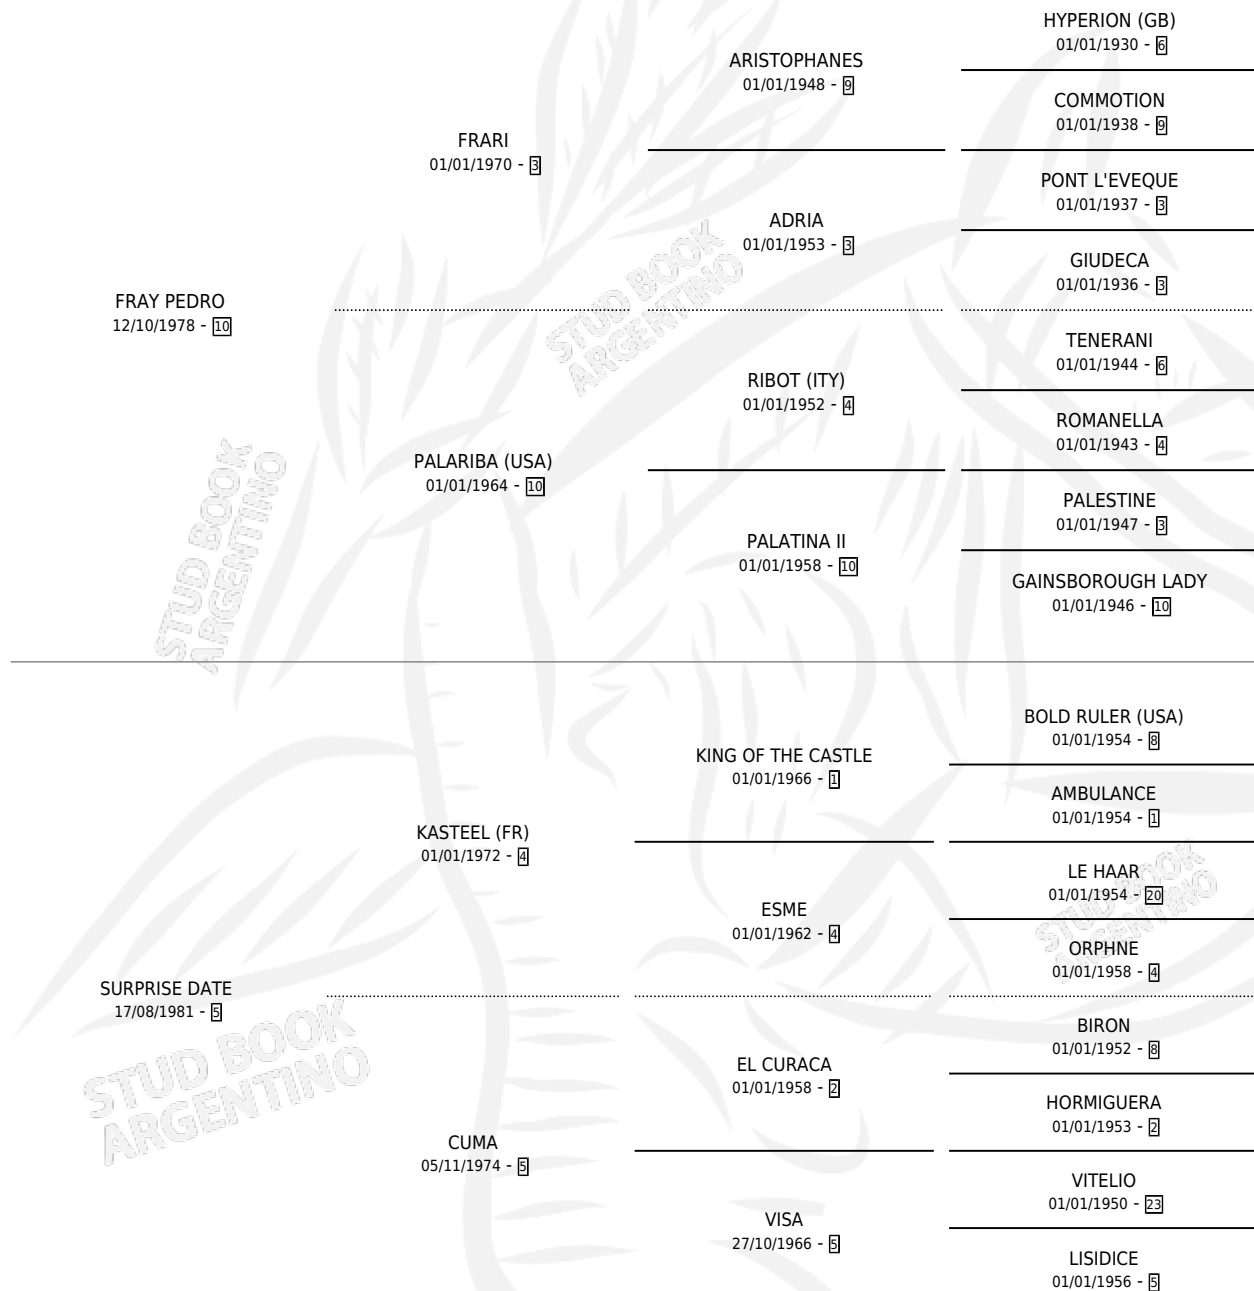 FRAY PEDRO
12/10/1978 - 10
FRARI
01/01/1970 - 3
PALARIBA (USA)
01/01/1964 - 10
ARISTOPHANES
01/01/1948 - 9
ADRIA
01/01/1953 - 3
RIBOT (ITY)
01/01/1952 - 4
PALATINA II
01/01/1958 - 10
HYPERION (GB)
01/01/1930 - 6
COMMOTION
01/01/1938 - 9
PONT L'EVEQUE
01/01/1937 - 3
GIUDECA
01/01/1936 - 3
TENERANI
01/01/1944 - 6
ROMANELLA
01/01/1943 - 4
PALESTINE
01/01/1947 - 3
GAINSBOROUGH LADY
01/01/1946 - 10
STUD BOOK
ARGENTINO
STUD BOOK
ARGENTINO
SURPRISE DATE
17/08/1981 - 5
KASTEEL (FR)
01/01/1972 - 4
CUMA
05/11/1974 - 5
KING OF THE CASTLE
01/01/1966 - 1
ESME
01/01/1962 - 4
EL CURACA
01/01/1958 - 2
VISA
27/10/1966 - 5
BOLD RULER (USA)
01/01/1954 - 8
AMBULANCE
01/01/1954 - 1
LE HAAR
01/01/1954 - 20
ORPHNE
01/01/1958 - 4
BIRON
01/01/1952 - 8
HORMIGUERA
01/01/1953 - 2
VITELIO
01/01/1950 - 23
LISIDICE
01/01/1956 - 5
STUD BOOK
ARGENTINO
STUD BOOK
ARGENTINO